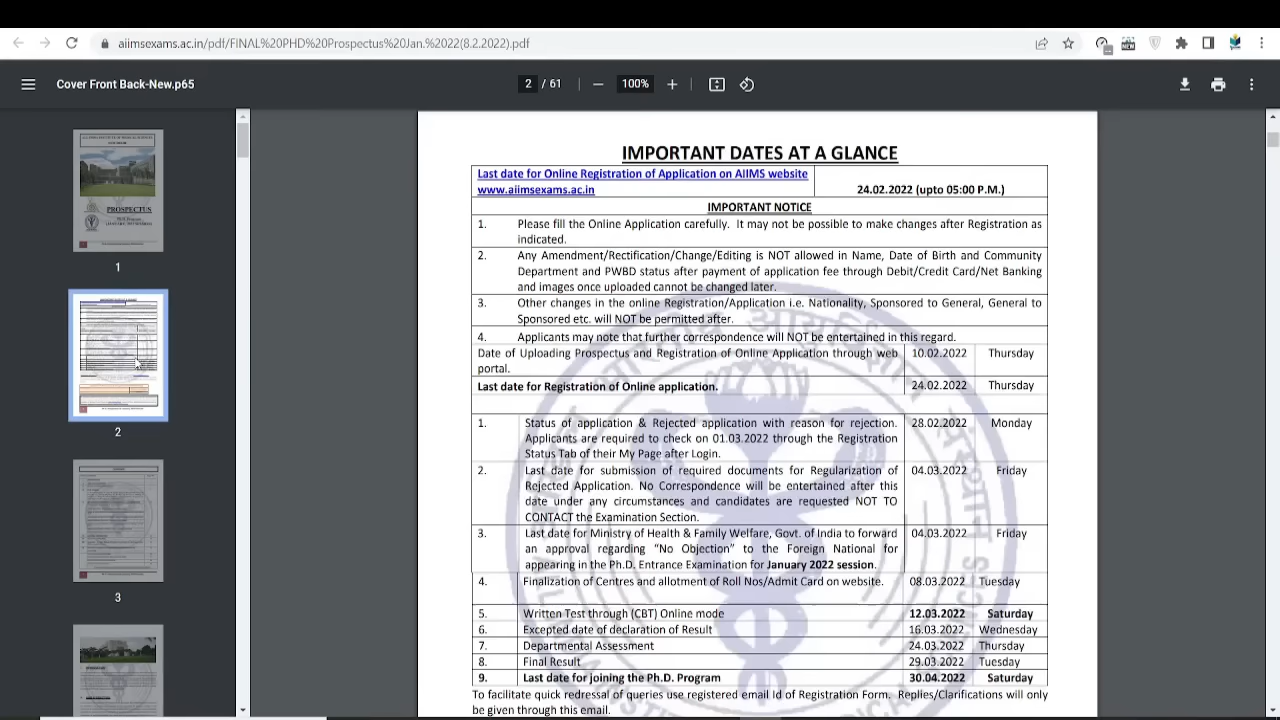 aiimsexams.ac.in/pdf/FINAL%20PHD%20Prospectus%20Jan.%2022(8.2.2022).pdf
Cover Front Back-New.p65
2 / 61
100%
PROSPECTUS
1
2
3
IMPORTANT DATES AT A GLANCE
Last date for Online Registration of Application on AIIMS website
www.aiimsexams.ac.in
24.02.2022 (upto 05:00 P.M.)
IMPORTANT NOTICE
1. Please fill the Online Application carefully. It may not be possible to make changes after Registration as
indicated.
2. Any Amendment/Rectification/Change/Editing is NOT allowed in Name, Date of Birth and Community
Department and PWBD status after payment of application fee through Debit/Credit Card/Net Banking
and images once uploaded cannot be changed later.
3. Other changes in the online Registration/Application i.e. Nationality, Sponsored to General, General to
Sponsored etc. will NOT be permitted after.
4. Applicants may note that further correspondence will NOT be entertained in this regard.
Date of Prospectus and Registration of Online Application through web 10.02.2022 Thursday
portal.
Last date for Registration of Online application. 24.02.2022 Thursday
1. Status of application & Rejected application with reason for rejection. 28.02.2022 Monday
Applicants are required to check on 01.03.2022 through the Registration
Status Tab of their My Page after Login.
2. Last date for submission of required documents for Regularization of 04.03.2022 Friday
Rejected Application. No Correspondence will be entertained after this
under any circumstances and candidates are NOT TO
CONTACT the Examination Section.
3. for Ministry of Health & Family Welfare, Govt. of India to forward 04.03.2022 Friday
approval regarding "No Objection" to the Foreign National for
appearing in the Ph.D. Entrance Examination for January 2022 session.
4. Finalization of Centres and allotment of Roll Nos/Admit Card on website. 08.03.2022 Tuesday
5. Written Test through (CBT) Online mode 12.03.2022 Saturday
6. Excepted date of declaration of Result 16.03.2022 Wednesday
7. Departmental Assessment 24.03.2022 Thursday
8. Final Result 29.03.2022 Tuesday
9. Last date for joining the Ph.D. Program 30.04.2022 Saturday
To facilitate quick redressal of queries use registered email Id of Registration Form. Replies/Clarifications will only
be given through this email.